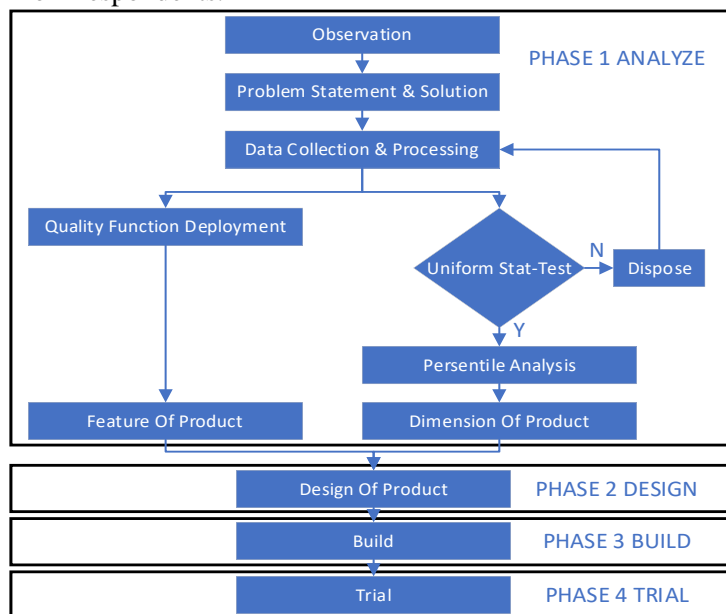 Observation
PHASE 1 ANALYZE
Problem Statement & Solution
Data Collection & Processing
Quality Function Deployment
Uniform Stat-Test
N
Dispose
Y
Persentile Analysis
Feature Of Product
Dimension Of Product
Design Of Product
PHASE 2 DESIGN
Build
PHASE 3 BUILD
Trial
PHASE 4 TRIAL